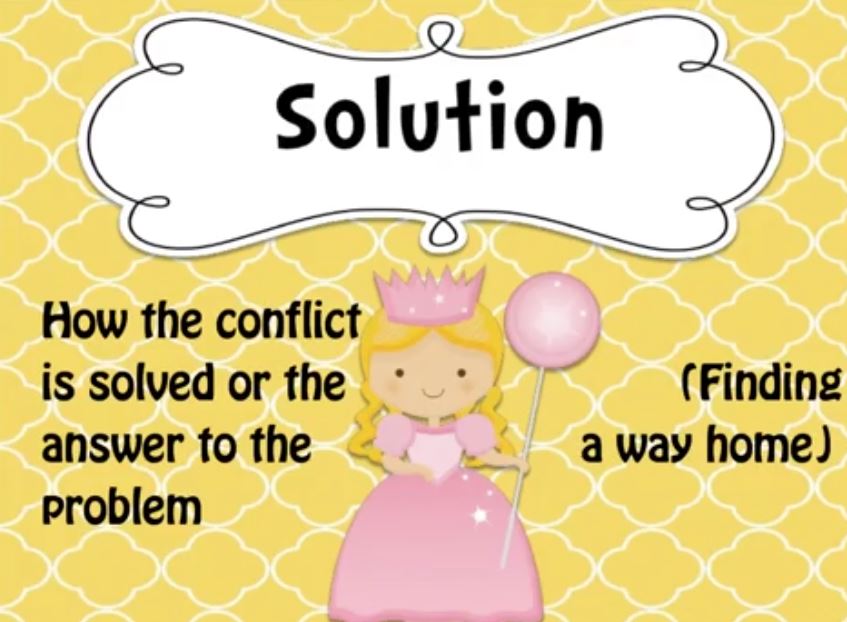 Solution
How the conflict
is solved or the
answer to the
problem
(Finding
a way home)